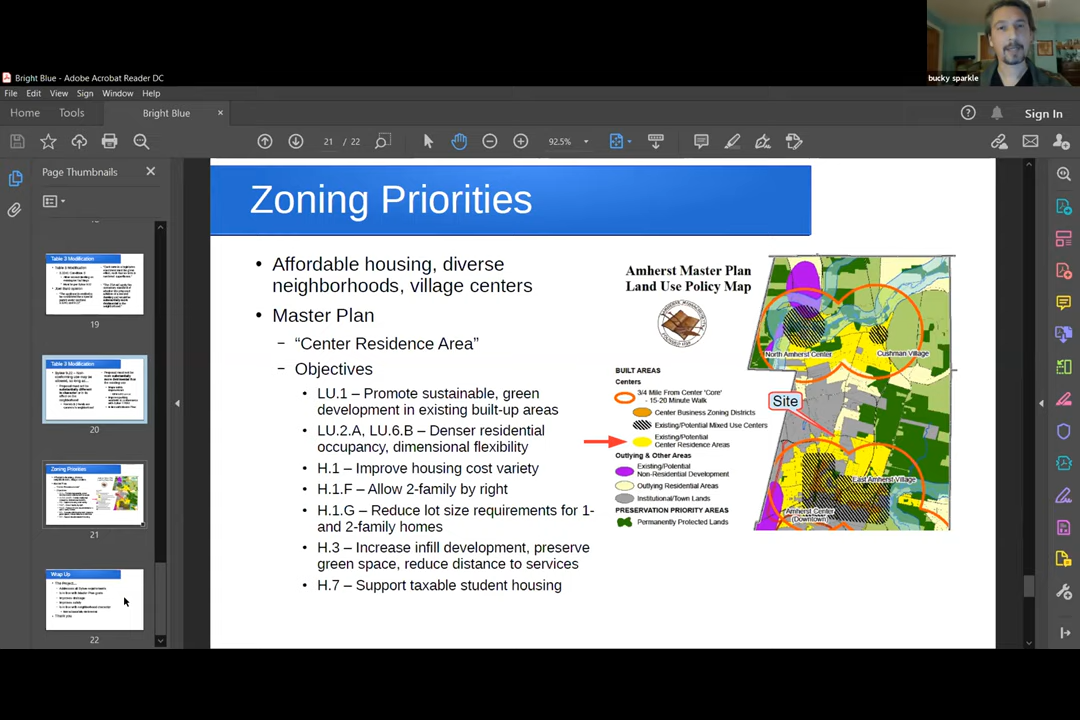 bucky sparkle
Bright Blue - Adobe Acrobat Reader DC
File Edit View Sign Window Help
Home Tools Bright Blue × Sign In
21 / 22 92.5%
Page Thumbnails
Table 3 Modification
19
Table 3 Modification
20
Zoning Priorities
21
Wrap Up
22
Zoning Priorities
• Affordable housing, diverse
neighborhoods, village centers
• Master Plan
– “Center Residence Area”
– Objectives
• LU.1 – Promote sustainable, green
development in existing built-up areas
• LU.2.A, LU.6.B – Denser residential
occupancy, dimensional flexibility
• H.1 – Improve housing cost variety
• H.1.F – Allow 2-family by right
• H.1.G – Reduce lot size requirements for 1-
and 2-family homes
• H.3 – Increase infill development, preserve
green space, reduce distance to services
• H.7 – Support taxable student housing
Amherst Master Plan
Land Use Policy Map
BUILT AREAS
Centers
3/4 Mile From Center 'Core'
- 15-20 Minute Walk
Center Business Zoning Districts
Existing/Potential Mixed Use Centers
Existing/Potential
Center Residence Areas
Outlying & Other Areas
Existing/Potential
Non-Residential Development
Outlying Residential Areas
Institutional/Town Lands
PRESERVATION PRIORITY AREAS
Permanently Protected Lands
North Amherst Center
Cushman Village
Site
East Amherst Village
Amherst Center
(Downtown)